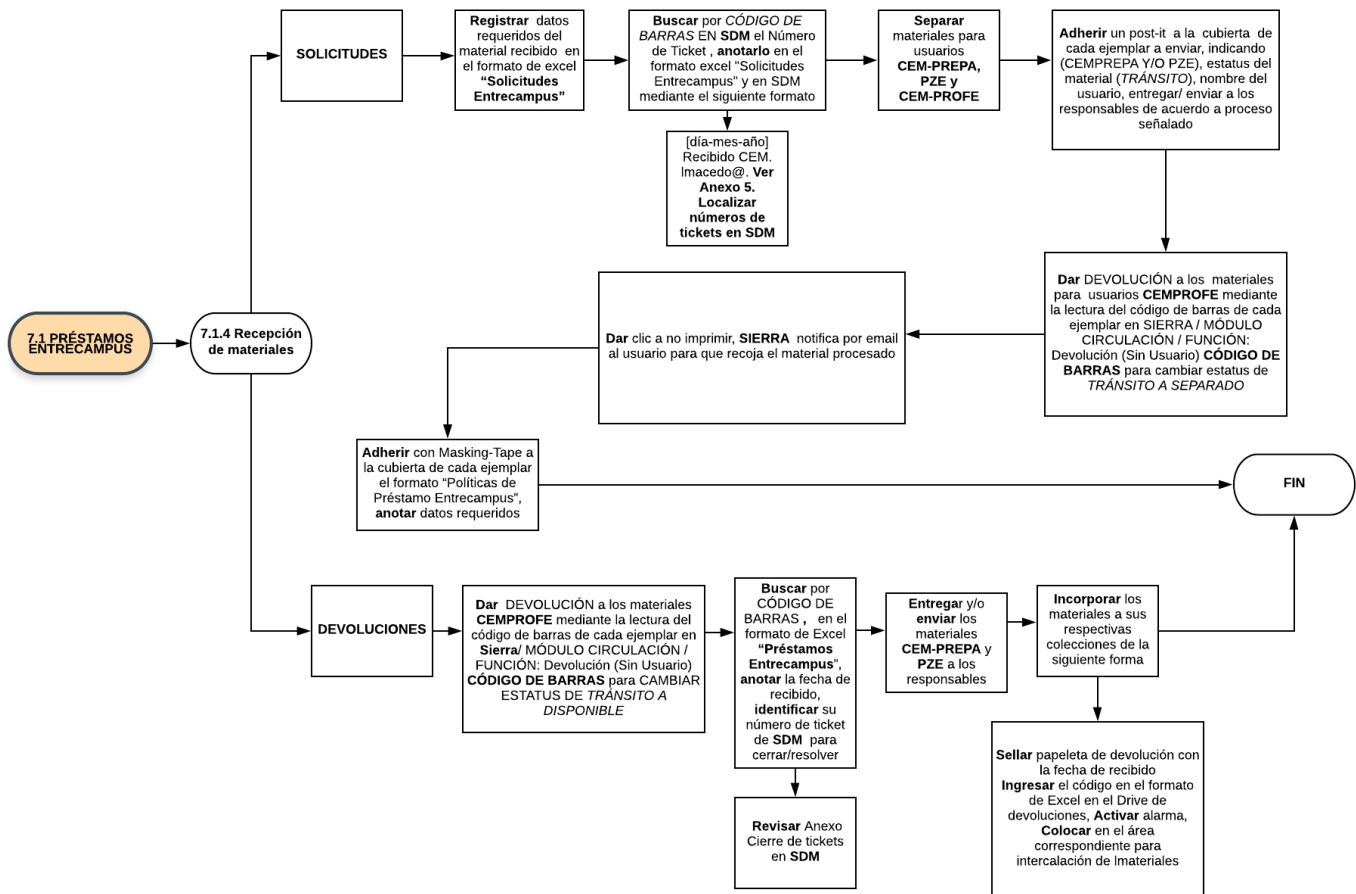 7.1 PRÉSTAMOS
ENTRECAMPUS
7.1.4 Recepción
de materiales
SOLICITUDES
Registrar datos
requeridos del
material recibido en
el formato de excel
“Solicitudes
Entrecampus”
Buscar por CÓDIGO DE
BARRAS EN SDM el Número
de Ticket , anotarlo en el
formato excel "Solicitudes
Entrecampus" y en SDM
mediante el siguiente formato
[día-mes-año]
Recibido CEM.
lmacedo@. Ver
Anexo 5.
Localizar
números de
tickets en SDM
Separar
materiales para
usuarios
CEM-PREPA,
PZE y
CEM-PROFE
Adherir un post-it a la cubierta de
cada ejemplar a enviar, indicando
(CEMPREPA Y/O PZE), estatus del
material (TRÁNSITO), nombre del
usuario, entregar/ enviar a los
responsables de acuerdo a proceso
señalado
Dar DEVOLUCIÓN a los materiales
para usuarios CEMPROFE mediante
la lectura del código de barras de cada
ejemplar en SIERRA / MÓDULO
CIRCULACIÓN / FUNCIÓN:
Devolución (Sin Usuario) CÓDIGO DE
BARRAS para cambiar estatus de
TRÁNSITO A SEPARADO
Dar clic a no imprimir, SIERRA notifica por email
al usuario para que recoja el material procesado
Adherir con Masking-Tape a
la cubierta de cada ejemplar
el formato “Políticas de
Préstamo Entrecampus”,
anotar datos requeridos
FIN
DEVOLUCIONES
Dar DEVOLUCIÓN a los materiales
CEMPROFE mediante la lectura del
código de barras de cada ejemplar en
Sierra/ MÓDULO CIRCULACIÓN /
FUNCIÓN: Devolución (Sin Usuario)
CÓDIGO DE BARRAS para CAMBIAR
ESTATUS DE TRÁNSITO A
DISPONIBLE
Buscar por
CÓDIGO DE
BARRAS , en el
formato de Excel
“Préstamos
Entrecampus”,
anotar la fecha de
recibido,
identificar su
número de ticket
de SDM para
cerrar/resolver
Revisar Anexo
Cierre de tickets
en SDM
Entregar y/o
enviar los
materiales
CEM-PREPA y
PZE a los
responsables
Incorporar los
materiales a sus
respectivas
colecciones de la
siguiente forma
Sellar papeleta de devolución con
la fecha de recibido
Ingresar el código en el formato
de Excel en el Drive de
devoluciones, Activar alarma,
Colocar en el área
correspondiente para
intercalación de lmateriales